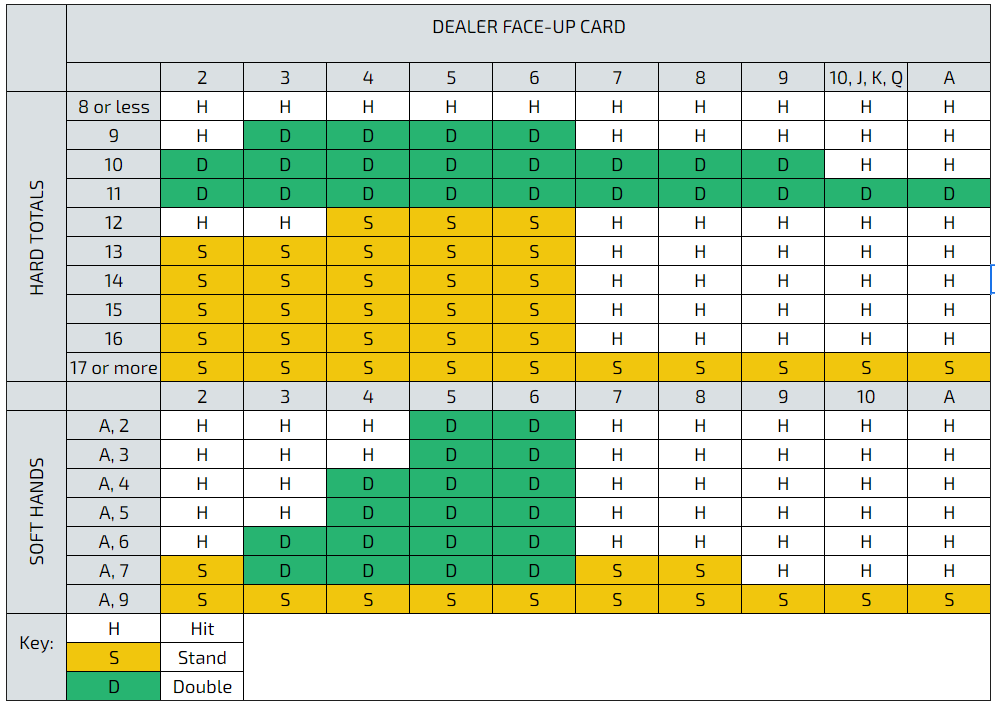 DEALER FACE-UP CARD
2 3 4 5 6 7 8 9 10, J, K, Q A
HARD TOTALS
8 or less H H H H H H H H H H
9 H D D D D H H H H H
10 D D D D D D D D H H
11 D D D D D D D D D D
12 H H S S S H H H H H
13 S S S S S H H H H H
14 S S S S S H H H H H
15 S S S S S H H H H H
16 S S S S S H H H H H
17 or more S S S S S S S S S S
2 3 4 5 6 7 8 9 10 A
SOFT HANDS
A, 2 H H H D D H H H H H
A, 3 H H H D D H H H H H
A, 4 H H D D D H H H H H
A, 5 H H D D D H H H H H
A, 6 H D D D D H H H H H
A, 7 S D D D D S S H H H
A, 9 S S S S S S S S S S
Key:
H Hit
S Stand
D Double